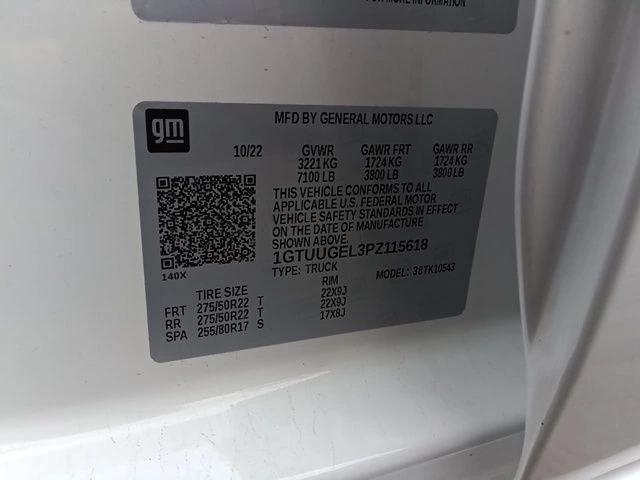 FOR MORE INFORMATION
gm
MFD BY GENERAL MOTORS LLC
10/22 GVWR GAWR FRT GAWR RR
3221 KG 1724 KG 1724 KG
7100 LB 3800 LB 3800 LB
THIS VEHICLE CONFORMS TO ALL
APPLICABLE U.S. FEDERAL MOTOR
VEHICLE SAFETY STANDARDS IN EFFECT
ON THE DATE OF MANUFACTURE
1GTUUGEL3PZ115618
TYPE: TRUCK MODEL: 38TK10543
140X
TIRE SIZE RIM
FRT 275/50R22 T 22X9J
RR 275/50R22 T 22X9J
SPA 255/80R17 S 17X8J